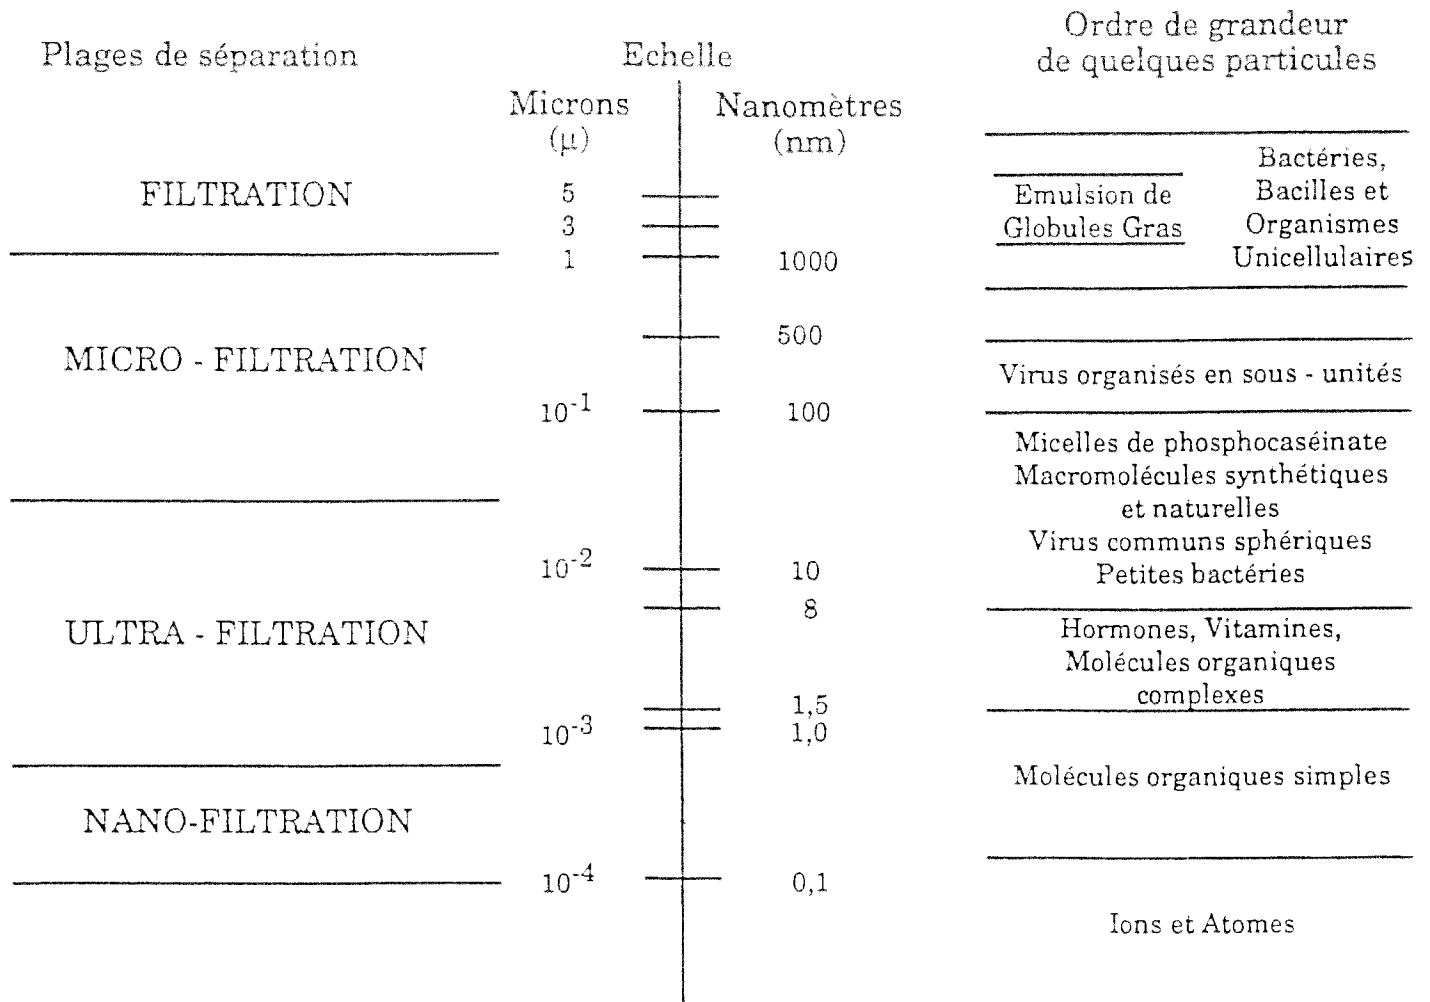 Plages de séparation
Echelle
Ordre de grandeur
de quelques particules
Microns
(µ)
Nanomètres
(nm)
FILTRATION
5
3
1
1000
Emulsion de
Globules Gras
Bactéries,
Bacilles et
Organismes
Unicellulaires
MICRO - FILTRATION
500
10⁻¹
100
Virus organisés en sous - unités
Micelles de phosphocaséinate
Macromolécules synthétiques
et naturelles
Virus communs sphériques
Petites bactéries
ULTRA - FILTRATION
10⁻²
10
8
Hormones, Vitamines,
Molécules organiques
complexes
1,5
10⁻³
1,0
NANO-FILTRATION
Molécules organiques simples
10⁻⁴
0,1
Ions et Atomes